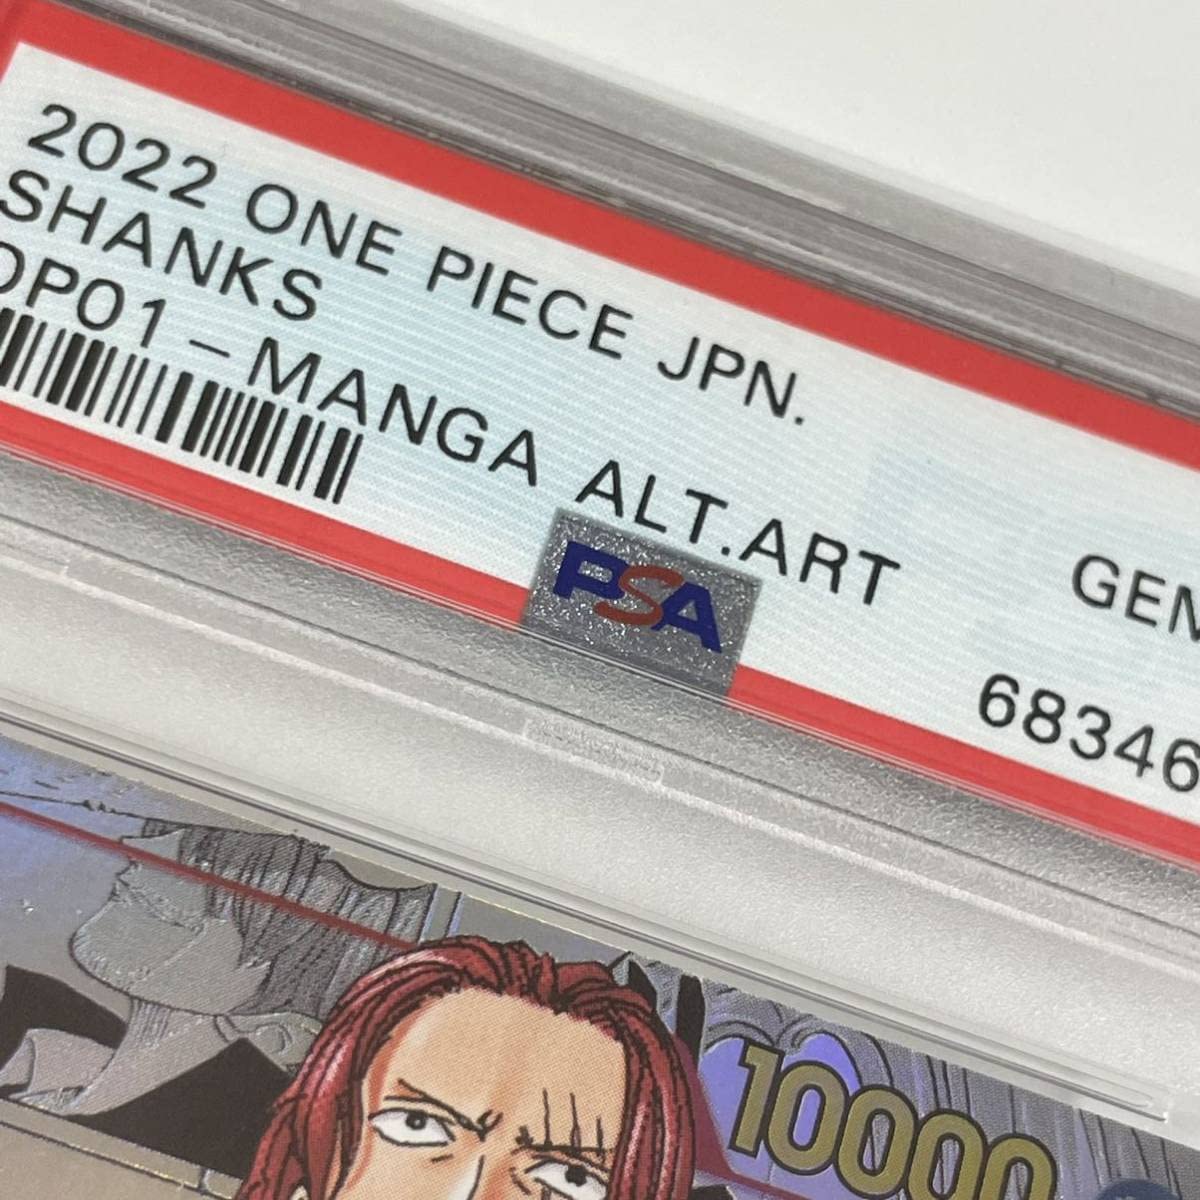 2022 ONE PIECE JPN.
SHANKS
OP01-MANGA ALT.ART
GEM
68346
PSA
10000